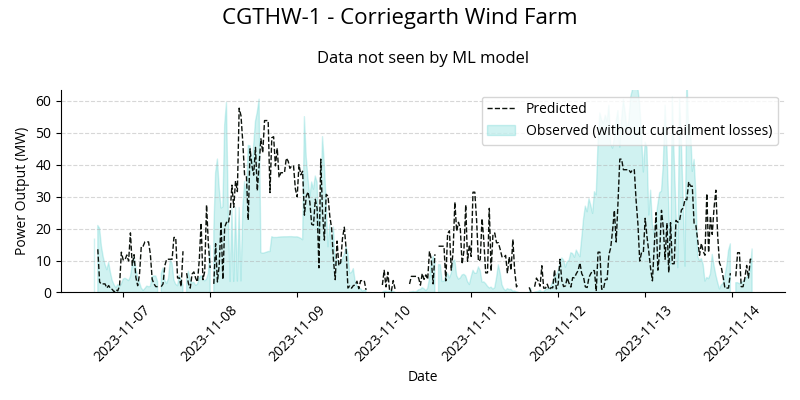 CGTHW-1 - Corriegarth Wind Farm
Data not seen by ML model
Predicted
Observed (without curtailment losses)
Power Output (MW)
60
50
40
30
20
10
0
2023-11-07
2023-11-08
2023-11-09
2023-11-10
2023-11-11
2023-11-12
2023-11-13
2023-11-14
Date